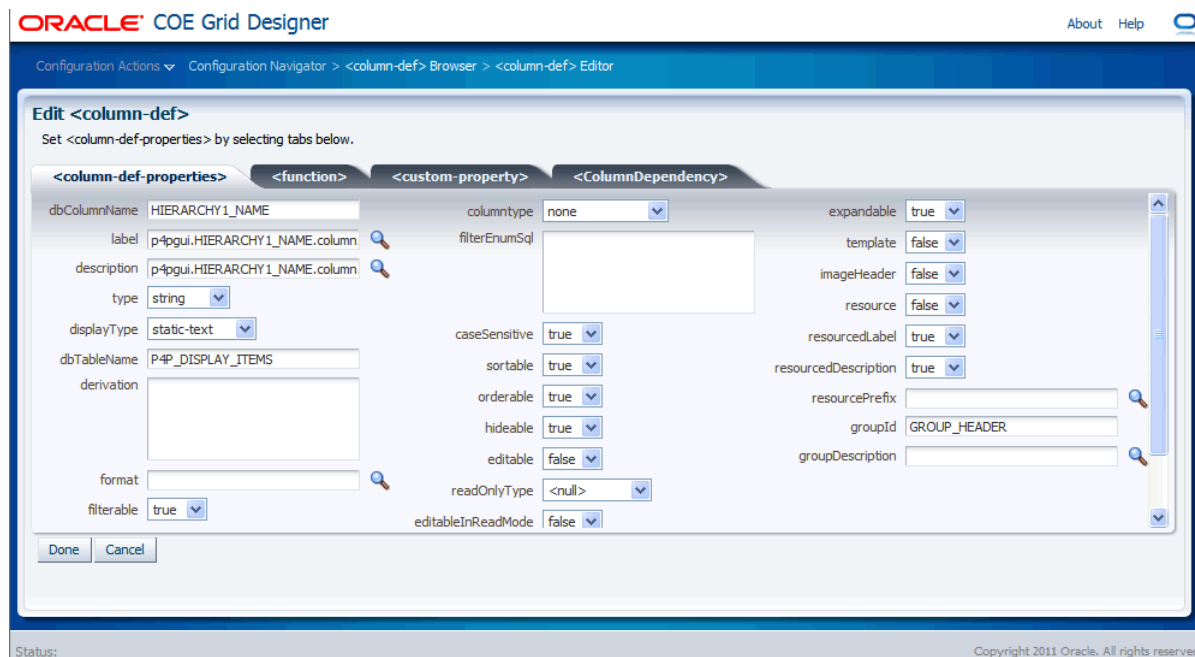 ORACLE COE Grid Designer
About Help
Configuration Actions Configuration Navigator > <column-def> Browser > <column-def> Editor
Edit <column-def>
Set <column-def-properties> by selecting tabs below.
<column-def-properties> <function> <custom-property> <ColumnDependency>
dbColumnName HIERARCHY1_NAME
label p4pgui.HIERARCHY1_NAME.column
description p4pgui.HIERARCHY1_NAME.column
type string
displayType static-text
dbTableName P4P_DISPLAY_ITEMS
derivation
format
filterable true
columntype none
filterEnumSql
caseSensitive true
sortable true
orderable true
hideable true
editable false
readOnlyType <null>
editableInReadMode false
expandable true
template false
imageHeader false
resource false
resourcedLabel true
resourcedDescription true
resourcePrefix
groupId GROUP_HEADER
groupDescription
Done Cancel
Status:
Copyright 2011 Oracle. All rights reserve